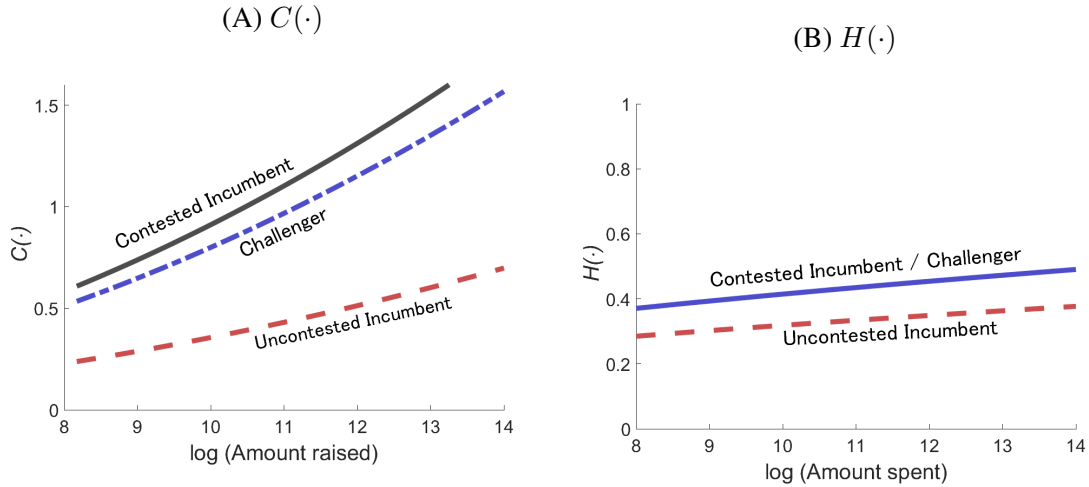 (A) C(·)
1.5
1
0.5
0
C(·)
Contested Incumbent
Challenger
Uncontested Incumbent
8 9 10 11 12 13 14
log (Amount raised)
(B) H(·)
1
0.8
0.6
0.4
0.2
0
H(·)
Contested Incumbent / Challenger
Uncontested Incumbent
8 9 10 11 12 13 14
log (Amount spent)